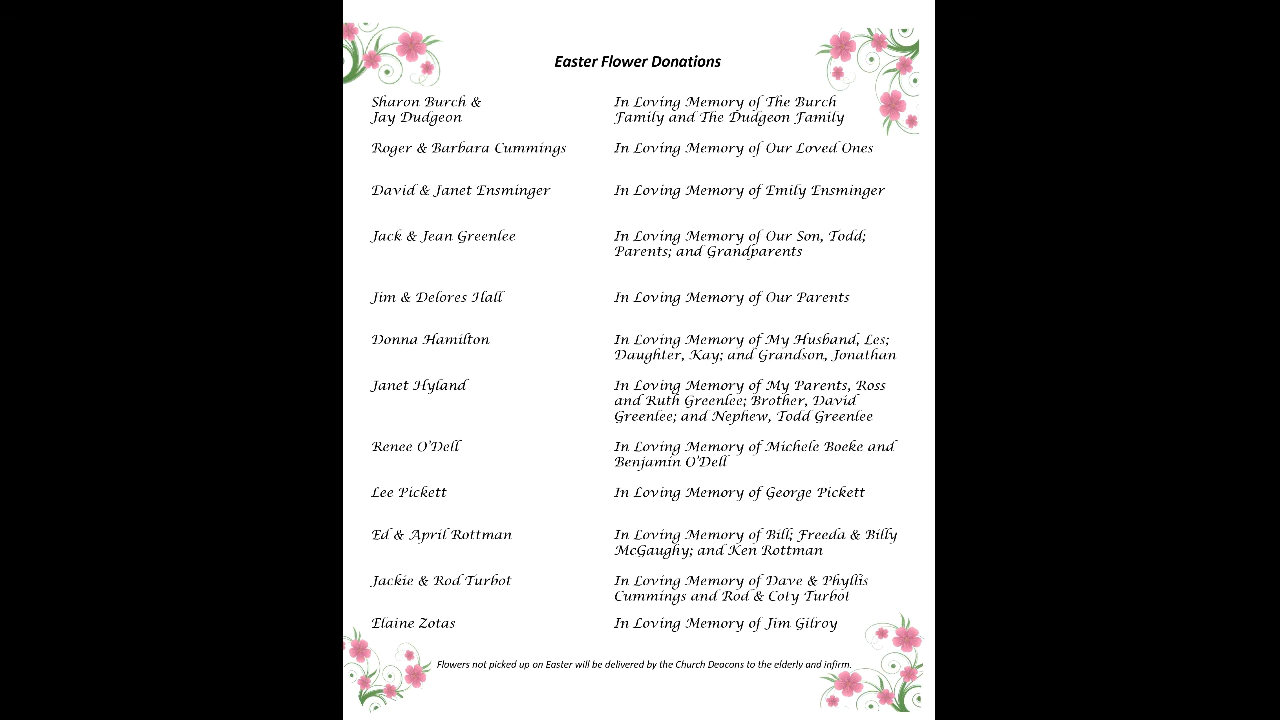 Easter Flower Donations
Sharon Burch & In Loving Memory of The Burch
Jay Dudgeon Family and The Dudgeon Family
Roger & Barbara Cummings In Loving Memory of Our Loved Ones
David & Janet Ensminger In Loving Memory of Emily Ensminger
Jack & Jean Greenlee In Loving Memory of Our Son, Todd;
Parents; and Grandparents
Jim & Delores Hall In Loving Memory of Our Parents
Donna Hamilton In Loving Memory of My Husband, Les;
Daughter, Kay; and Grandson, Jonathan
Janet Hyland In Loving Memory of My Parents, Ross
and Ruth Greenlee; Brother, David
Greenlee; and Nephew, Todd Greenlee
Renee O'Dell In Loving Memory of Michele Boeke and
Benjamin O'Dell
Lee Pickett In Loving Memory of George Pickett
Ed & April Rottman In Loving Memory of Bill; Freeda & Billy
McGaughy; and Ken Rottman
Jackie & Rod Turbot In Loving Memory of Dave & Phyllis
Cummings and Rod & Coty Turbot
Elaine Zotas In Loving Memory of Jim Gilroy
Flowers not picked up on Easter will be delivered by the Church Deacons to the elderly and infirm.